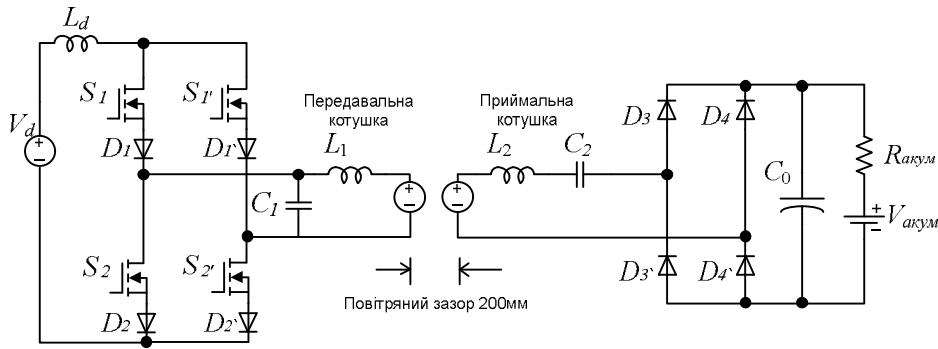 Ld
Vd
S1
S1'
D1
D1`
S2
S2'
D2
D2`
Передавальна
котушка
L1
C1
Приймальна
котушка
L2
C2
Повітряний зазор 200мм
D3
D4
D3`
D4`
C0
Rакум
Vакум